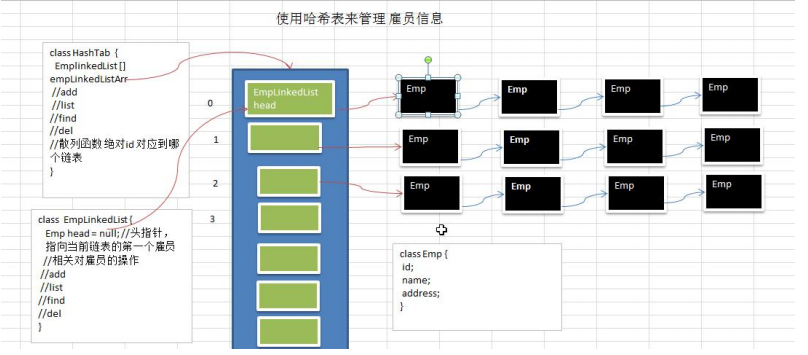 使用哈希表来管理 雇员信息
class HashTab {
EmplinkedList []
empLinkedListArr
//add
//list
//find
//del
//散列函数 绝对id 对应到哪
个链表
}
0
1
2
3
EmpLinkedList
head
Emp
Emp
Emp
Emp
Emp
Emp
Emp
Emp
Emp
Emp
Emp
Emp
class EmpLinkedList {
Emp head = null; //头指针，
指向当前链表的第一个雇员
//相关对雇员的操作
//add
//list
//find
//del
}
class Emp {
id;
name;
address;
}